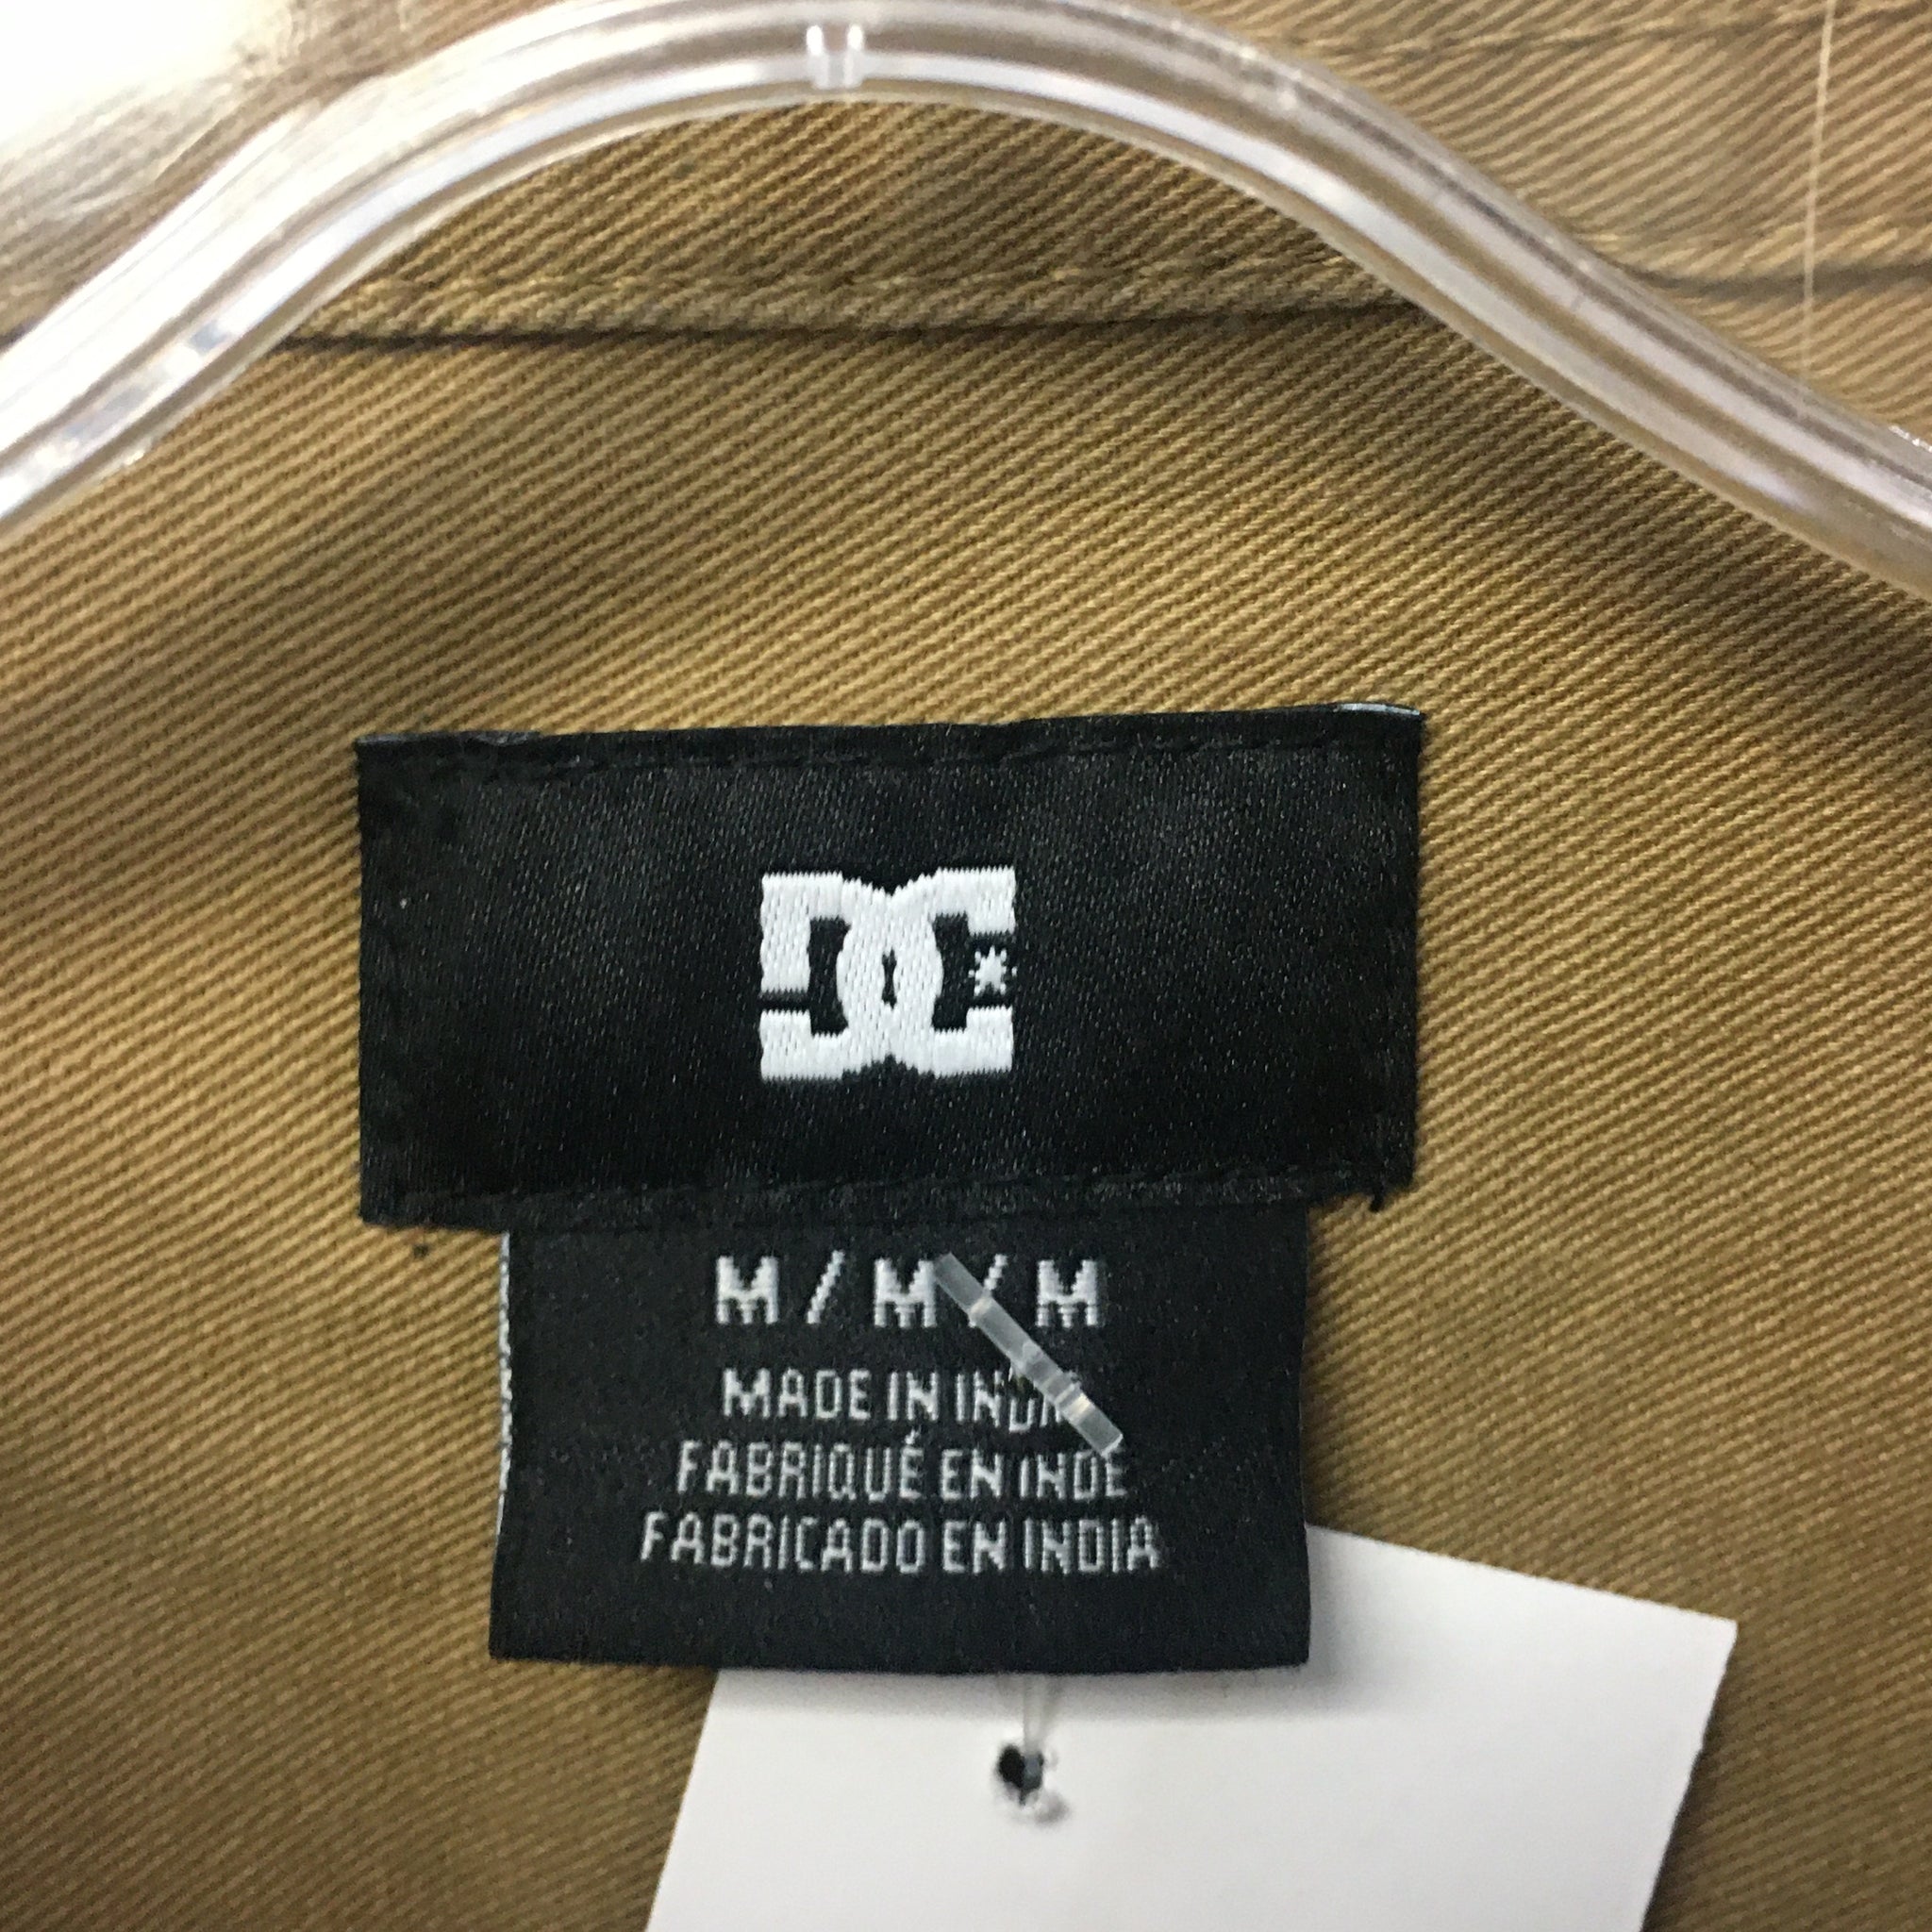 DC
M / M / M
MADE IN INDIA
FABRIQUÉ EN INDE
FABRICADO EN INDIA